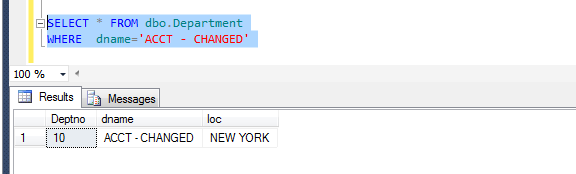 SELECT * FROM dbo.Department
WHERE dname='ACCT - CHANGED'
100 %
Results Messages
Deptno dname loc
1 10 ACCT - CHANGED NEW YORK